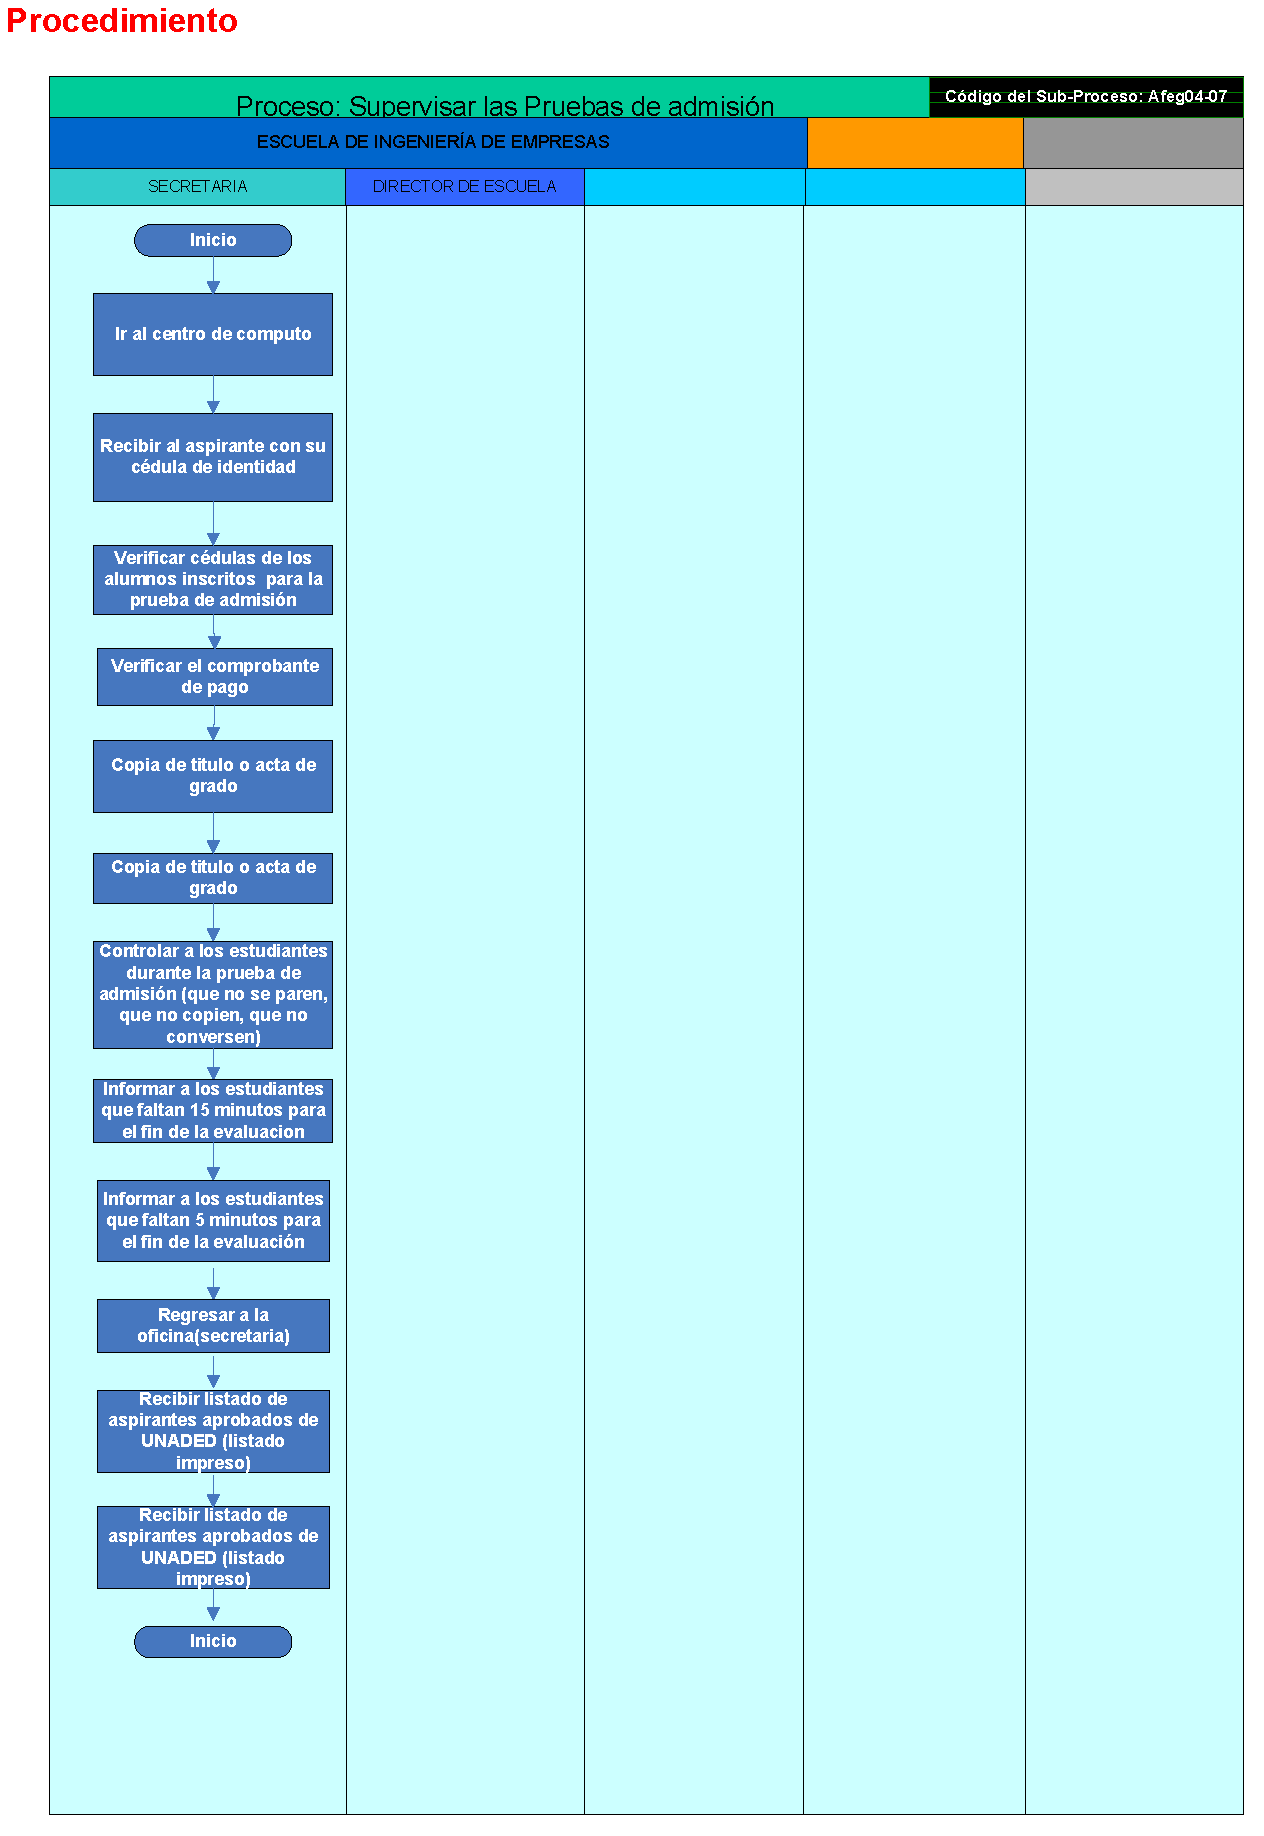 Procedimiento
Proceso: Supervisar las Pruebas de admisión
Código del Sub-Proceso: Afeg04-07
ESCUELA DE INGENIERÍA DE EMPRESAS
SECRETARIA
DIRECTOR DE ESCUELA
Inicio
Ir al centro de computo
Recibir al aspirante con su
cédula de identidad
Verificar cédulas de los
alumnos inscritos para la
prueba de admisión
Verificar el comprobante
de pago
Copia de titulo o acta de
grado
Copia de titulo o acta de
grado
Controlar a los estudiantes
durante la prueba de
admisión (que no se paren,
que no copien, que no
conversen)
Informar a los estudiantes
que faltan 15 minutos para
el fin de la evaluacion
Informar a los estudiantes
que faltan 5 minutos para
el fin de la evaluación
Regresar a la
oficina(secretaria)
Recibir listado de
aspirantes aprobados de
UNADED (listado
impreso)
Recibir listado de
aspirantes aprobados de
UNADED (listado
impreso)
Inicio